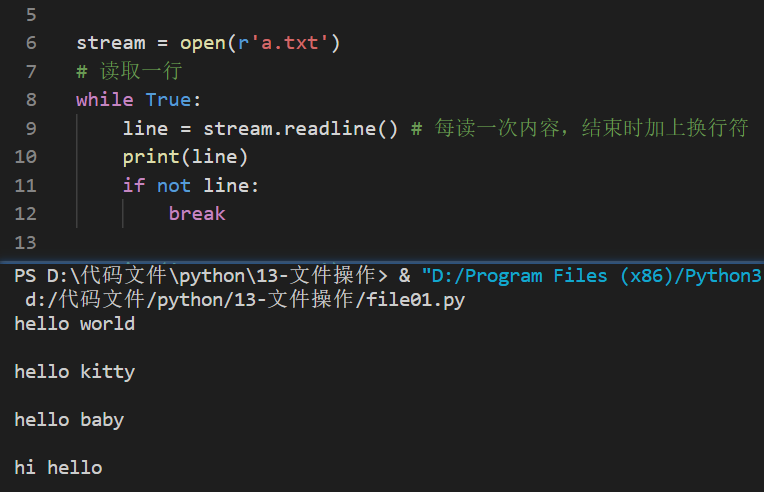 5
6 stream = open(r'a.txt')
7 # 读取一行
8 while True:
9 line = stream.readline() # 每读一次内容，结束时加上换行符
10 print(line)
11 if not line:
12 break
13
PS D:\代码文件\python\13-文件操作> & "D:/Program Files (x86)/Python3
d:/代码文件/python/13-文件操作/file01.py
hello world
hello kitty
hello baby
hi hello